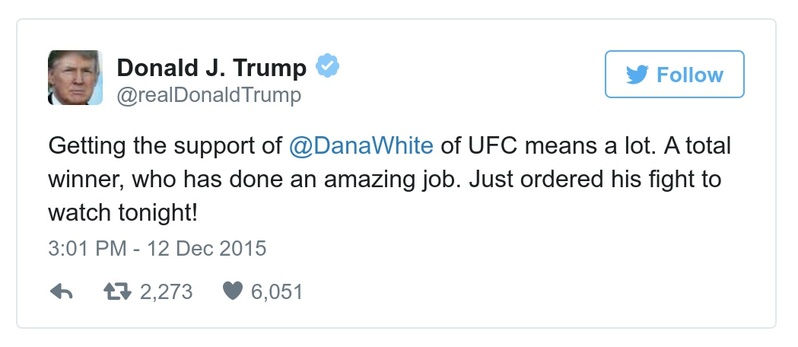 Donald J. Trump
@realDonaldTrump
Follow
Getting the support of @DanaWhite of UFC means a lot. A total
winner, who has done an amazing job. Just ordered his fight to
watch tonight!
3:01 PM - 12 Dec 2015
2,273 6,051